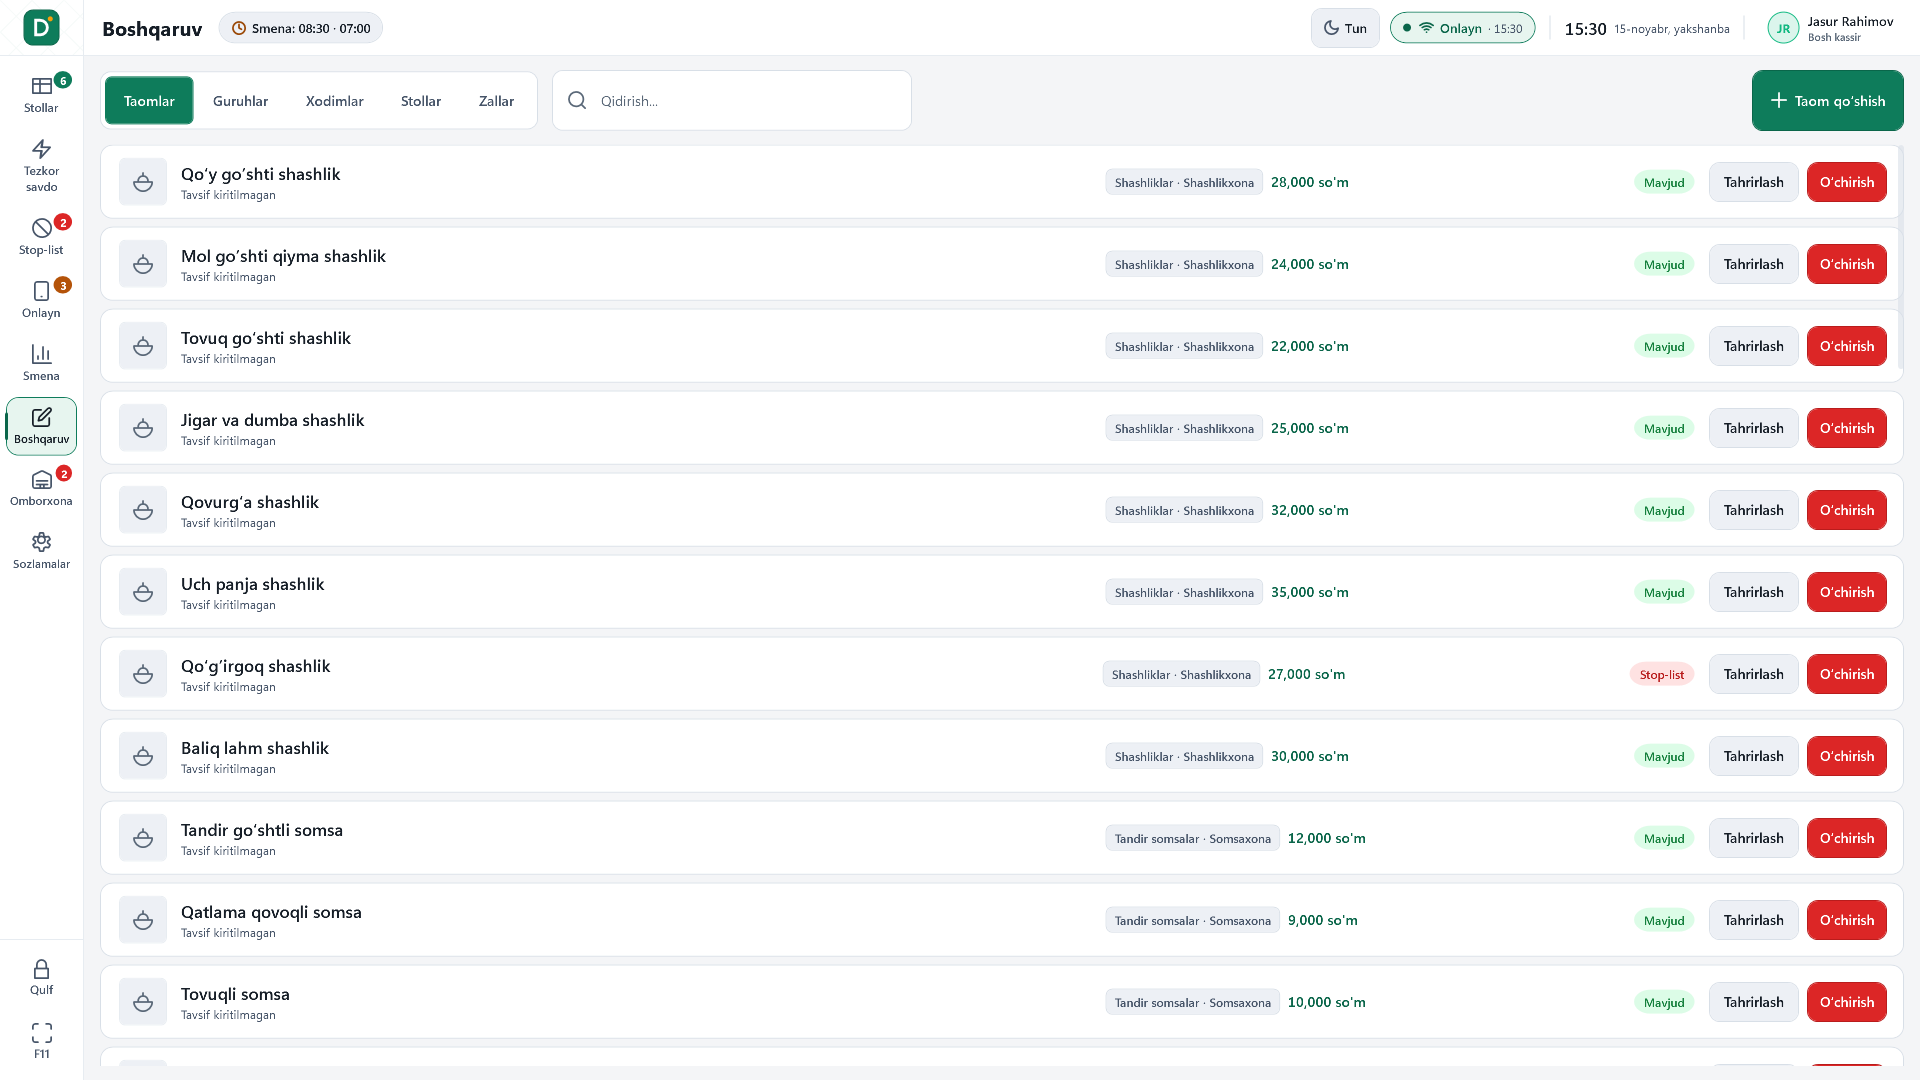 D
Boshqaruv
Smena: 08:30 · 07:00
Tun
Onlayn · 15:30
15:30 15-noyabr, yakshanba
JR
Jasur Rahimov
Bosh kassir
6
Stollar
Tezkor
savdo
2
Stop-list
3
Onlayn
Smena
Boshqaruv
2
Omborxona
Sozlamalar
Qulf
F11
Taomlar
Guruhlar
Xodimlar
Stollar
Zallar
Qidirish...
Taom qo‘shish
Qo‘y go‘shti shashlik
Tavsif kiritilmagan
Shashliklar · Shashlikxona 28,000 so'm Mavjud Tahrirlash O‘chirish
Mol go‘shti qiyma shashlik
Tavsif kiritilmagan
Shashliklar · Shashlikxona 24,000 so'm Mavjud Tahrirlash O‘chirish
Tovuq go‘shti shashlik
Tavsif kiritilmagan
Shashliklar · Shashlikxona 22,000 so'm Mavjud Tahrirlash O‘chirish
Jigar va dumba shashlik
Tavsif kiritilmagan
Shashliklar · Shashlikxona 25,000 so'm Mavjud Tahrirlash O‘chirish
Qovurg‘a shashlik
Tavsif kiritilmagan
Shashliklar · Shashlikxona 32,000 so'm Mavjud Tahrirlash O‘chirish
Uch panja shashlik
Tavsif kiritilmagan
Shashliklar · Shashlikxona 35,000 so'm Mavjud Tahrirlash O‘chirish
Qo‘g‘irgoq shashlik
Tavsif kiritilmagan
Shashliklar · Shashlikxona 27,000 so'm Stop-list Tahrirlash O‘chirish
Baliq lahm shashlik
Tavsif kiritilmagan
Shashliklar · Shashlikxona 30,000 so'm Mavjud Tahrirlash O‘chirish
Tandir go‘shtli somsa
Tavsif kiritilmagan
Tandir somsalar · Somsaxona 12,000 so'm Mavjud Tahrirlash O‘chirish
Qatlama qovoqli somsa
Tavsif kiritilmagan
Tandir somsalar · Somsaxona 9,000 so'm Mavjud Tahrirlash O‘chirish
Tovuqli somsa
Tavsif kiritilmagan
Tandir somsalar · Somsaxona 10,000 so'm Mavjud Tahrirlash O‘chirish